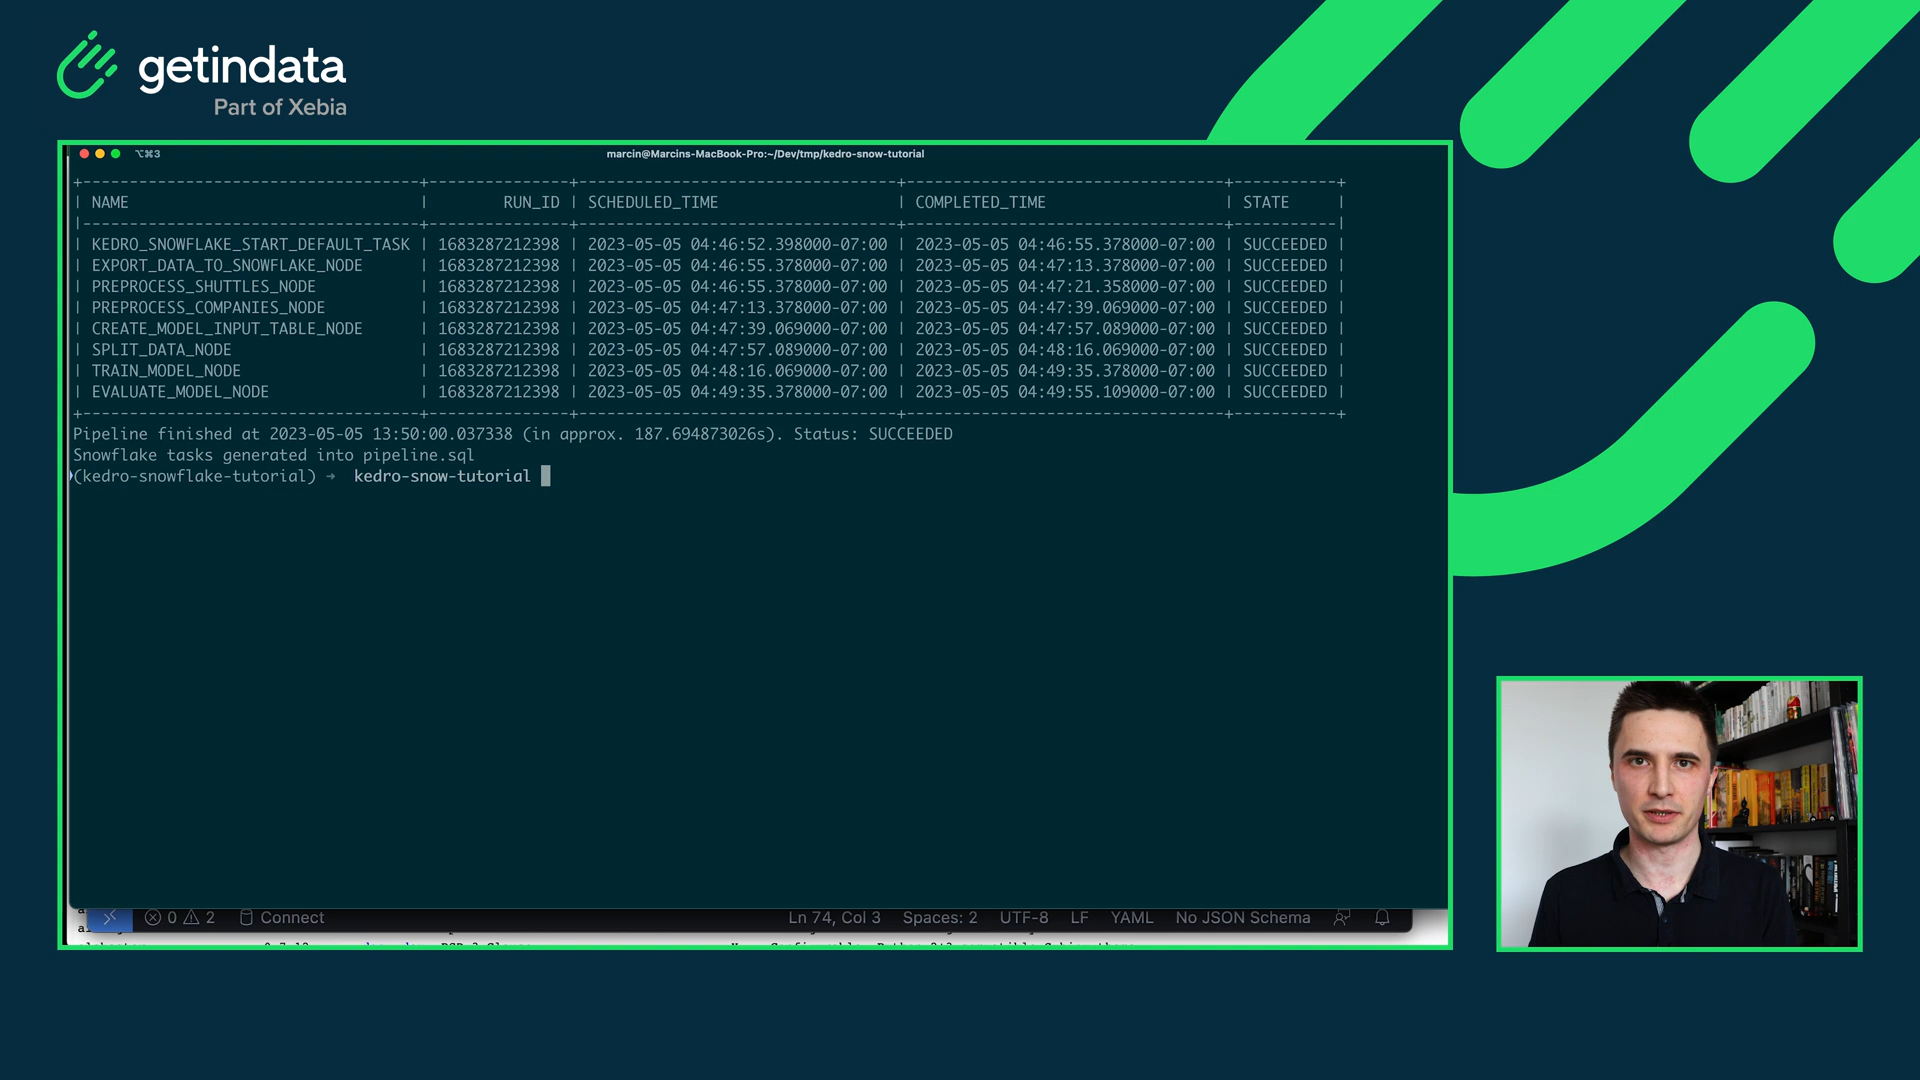 getindata
Part of Xebia
⌥⌘3
marcin@Marcins-MacBook-Pro:~/Dev/tmp/kedro-snow-tutorial
| NAME | RUN_ID | SCHEDULED_TIME | COMPLETED_TIME | STATE |
| KEDRO_SNOWFLAKE_START_DEFAULT_TASK | 1683287212398 | 2023-05-05 04:46:52.398000-07:00 | 2023-05-05 04:46:55.378000-07:00 | SUCCEEDED |
| EXPORT_DATA_TO_SNOWFLAKE_NODE | 1683287212398 | 2023-05-05 04:46:55.378000-07:00 | 2023-05-05 04:47:13.378000-07:00 | SUCCEEDED |
| PREPROCESS_SHUTTLES_NODE | 1683287212398 | 2023-05-05 04:46:55.378000-07:00 | 2023-05-05 04:47:21.358000-07:00 | SUCCEEDED |
| PREPROCESS_COMPANIES_NODE | 1683287212398 | 2023-05-05 04:47:13.378000-07:00 | 2023-05-05 04:47:39.069000-07:00 | SUCCEEDED |
| CREATE_MODEL_INPUT_TABLE_NODE | 1683287212398 | 2023-05-05 04:47:39.069000-07:00 | 2023-05-05 04:47:57.089000-07:00 | SUCCEEDED |
| SPLIT_DATA_NODE | 1683287212398 | 2023-05-05 04:47:57.089000-07:00 | 2023-05-05 04:48:16.069000-07:00 | SUCCEEDED |
| TRAIN_MODEL_NODE | 1683287212398 | 2023-05-05 04:48:16.069000-07:00 | 2023-05-05 04:49:35.378000-07:00 | SUCCEEDED |
| EVALUATE_MODEL_NODE | 1683287212398 | 2023-05-05 04:49:35.378000-07:00 | 2023-05-05 04:49:55.109000-07:00 | SUCCEEDED |
Pipeline finished at 2023-05-05 13:50:00.037338 (in approx. 187.694873026s). Status: SUCCEEDED
Snowflake tasks generated into pipeline.sql
(kedro-snowflake-tutorial) → kedro-snow-tutorial
0 2 Connect Ln 74, Col 3 Spaces: 2 UTF-8 LF YAML No JSON Schema